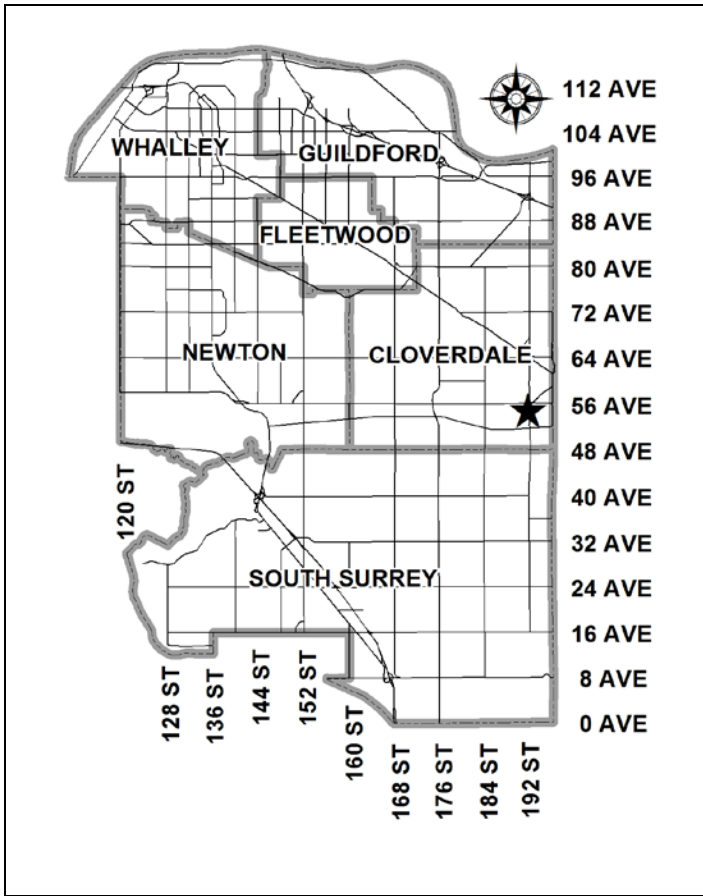 112 AVE
104 AVE
WHALLEY
GUILDFORD
96 AVE
88 AVE
FLEETWOOD
80 AVE
72 AVE
NEWTON
CLOVERDALE
64 AVE
56 AVE
48 AVE
120 ST
40 AVE
32 AVE
SOUTH SURREY
24 AVE
16 AVE
8 AVE
0 AVE
128 ST
136 ST
144 ST
152 ST
160 ST
168 ST
176 ST
184 ST
192 ST